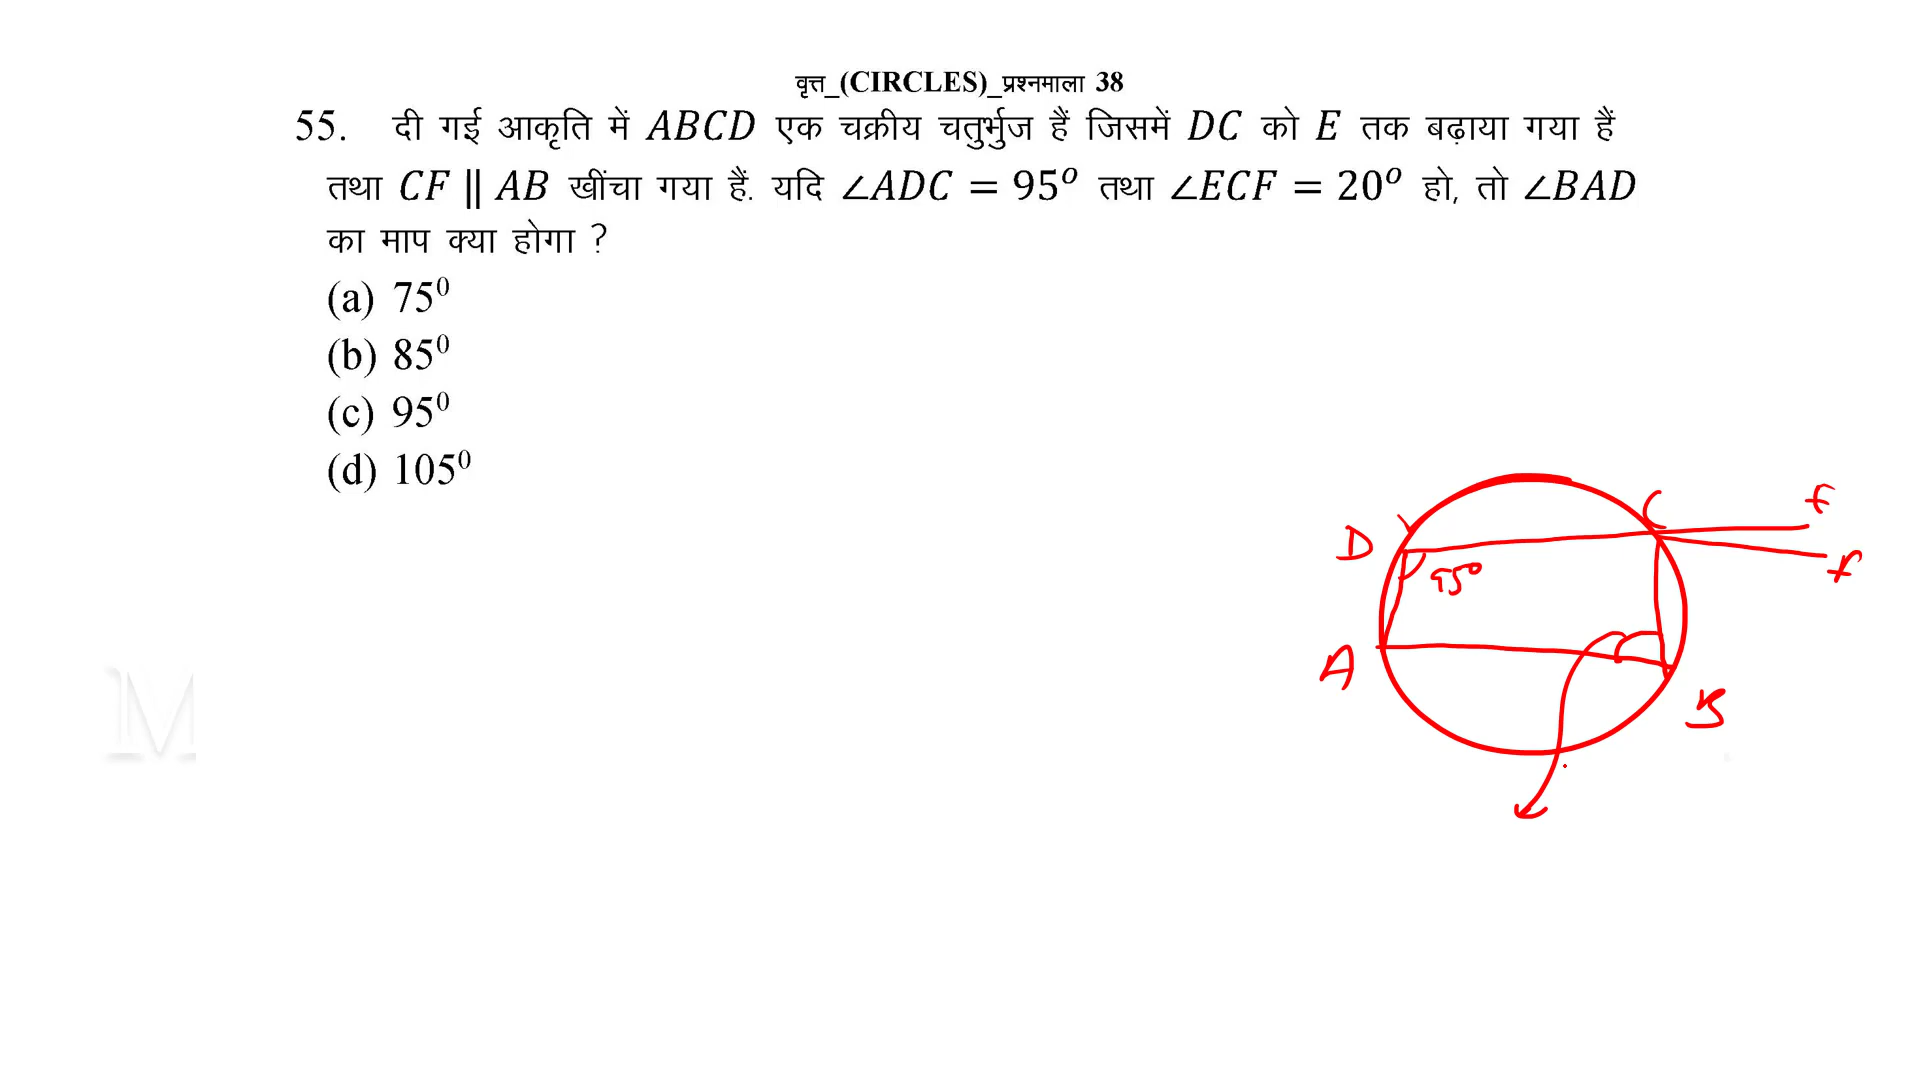 वृत्त_(CIRCLES)_प्रश्नमाला 38
55. दी गई आकृति में ABCD एक चक्रीय चतुर्भुज हैं जिसमें DC को E तक बढ़ाया गया हैं
तथा CF || AB खींचा गया हैं. यदि ∠ADC = 95° तथा ∠ECF = 20° हो, तो ∠BAD
का माप क्या होगा ?
(a) 75⁰
(b) 85⁰
(c) 95⁰
(d) 105⁰
C
D
95°
A
B
M